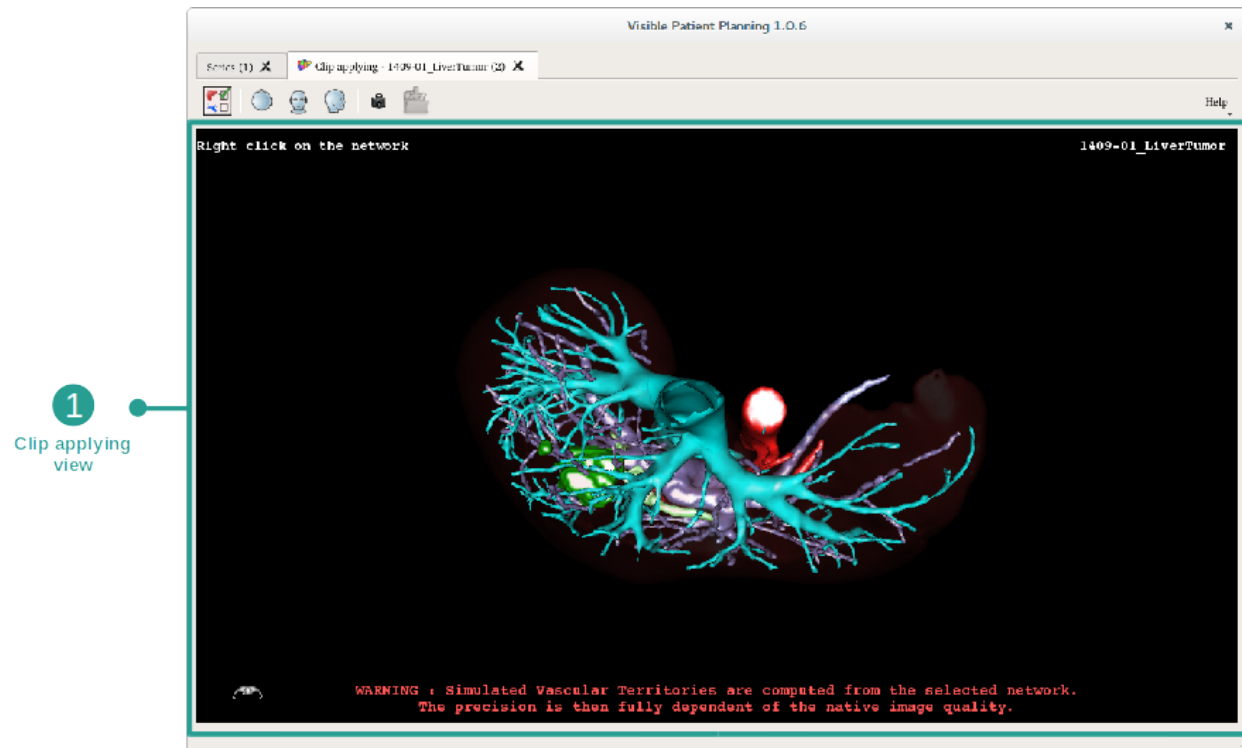 Visible Patient Planning 1.0.6
Series (1)
Clip applying - 1409-01_LiverTumor (2)
Help
Right click on the network
1409-01_LiverTumor
1
Clip applying
view
WARNING : Simulated Vascular Territories are computed from the selected network.
The precision is then fully dependent of the native image quality.